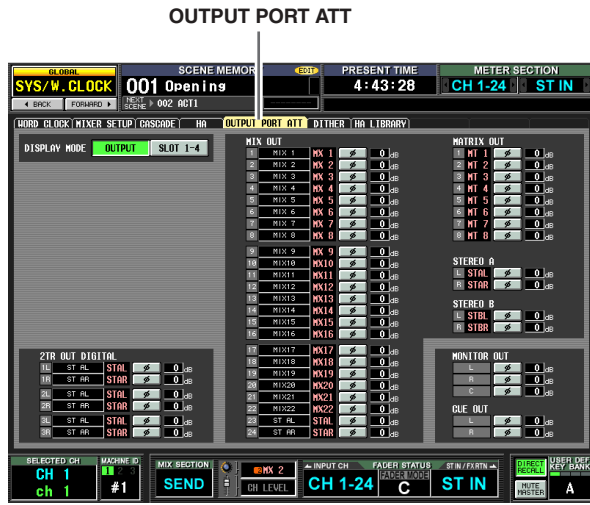 OUTPUT PORT ATT
GLOBAL SCENE MEMORY EDIT PRESENT TIME METER SECTION
SYS/W.CLOCK 001 Opening 4:43:28 CH 1-24 ST IN
BACK FORWARD NEXT SCENE 002 ACT1
WORD CLOCK MIXER SETUP CASCADE HA OUTPUT PORT ATT DITHER HA LIBRARY
DISPLAY MODE OUTPUT SLOT 1-4
MIX OUT
1 MIX 1 MX 1 ø 0 dB
2 MIX 2 MX 2 ø 0 dB
3 MIX 3 MX 3 ø 0 dB
4 MIX 4 MX 4 ø 0 dB
5 MIX 5 MX 5 ø 0 dB
6 MIX 6 MX 6 ø 0 dB
7 MIX 7 MX 7 ø 0 dB
8 MIX 8 MX 8 ø 0 dB
9 MIX 9 MX 9 ø 0 dB
10 MIX10 MX10 ø 0 dB
11 MIX11 MX11 ø 0 dB
12 MIX12 MX12 ø 0 dB
13 MIX13 MX13 ø 0 dB
14 MIX14 MX14 ø 0 dB
15 MIX15 MX15 ø 0 dB
16 MIX16 MX16 ø 0 dB
17 MIX17 MX17 ø 0 dB
18 MIX18 MX18 ø 0 dB
19 MIX19 MX19 ø 0 dB
20 MIX20 MX20 ø 0 dB
21 MIX21 MX21 ø 0 dB
22 MIX22 MX22 ø 0 dB
23 ST AL STAL ø 0 dB
24 ST AR STAR ø 0 dB
MATRIX OUT
1 MT 1 ø 0 dB
2 MT 2 ø 0 dB
3 MT 3 ø 0 dB
4 MT 4 ø 0 dB
5 MT 5 ø 0 dB
6 MT 6 ø 0 dB
7 MT 7 ø 0 dB
8 MT 8 ø 0 dB
STEREO A
L STAL ø 0 dB
R STAR ø 0 dB
STEREO B
L STBL ø 0 dB
R STBR ø 0 dB
2TR OUT DIGITAL
1L ST AL STAL ø 0 dB
1R ST AR STAR ø 0 dB
2L ST AL STAL ø 0 dB
2R ST AR STAR ø 0 dB
3L ST AL STAL ø 0 dB
3R ST AR STAR ø 0 dB
MONITOR OUT
L ø 0 dB
R ø 0 dB
C ø 0 dB
CUE OUT
L ø 0 dB
R ø 0 dB
SELECTED CH MACHINE ID MIX SECTION MX 2 INPUT CH FADER STATUS ST IN / FX RTN DIRECT RECALL USER DEF KEY BANK
CH 1 1 2 3 SEND CH LEVEL CH 1-24 FADER MODE C ST IN MUTE MASTER A
ch 1 #1